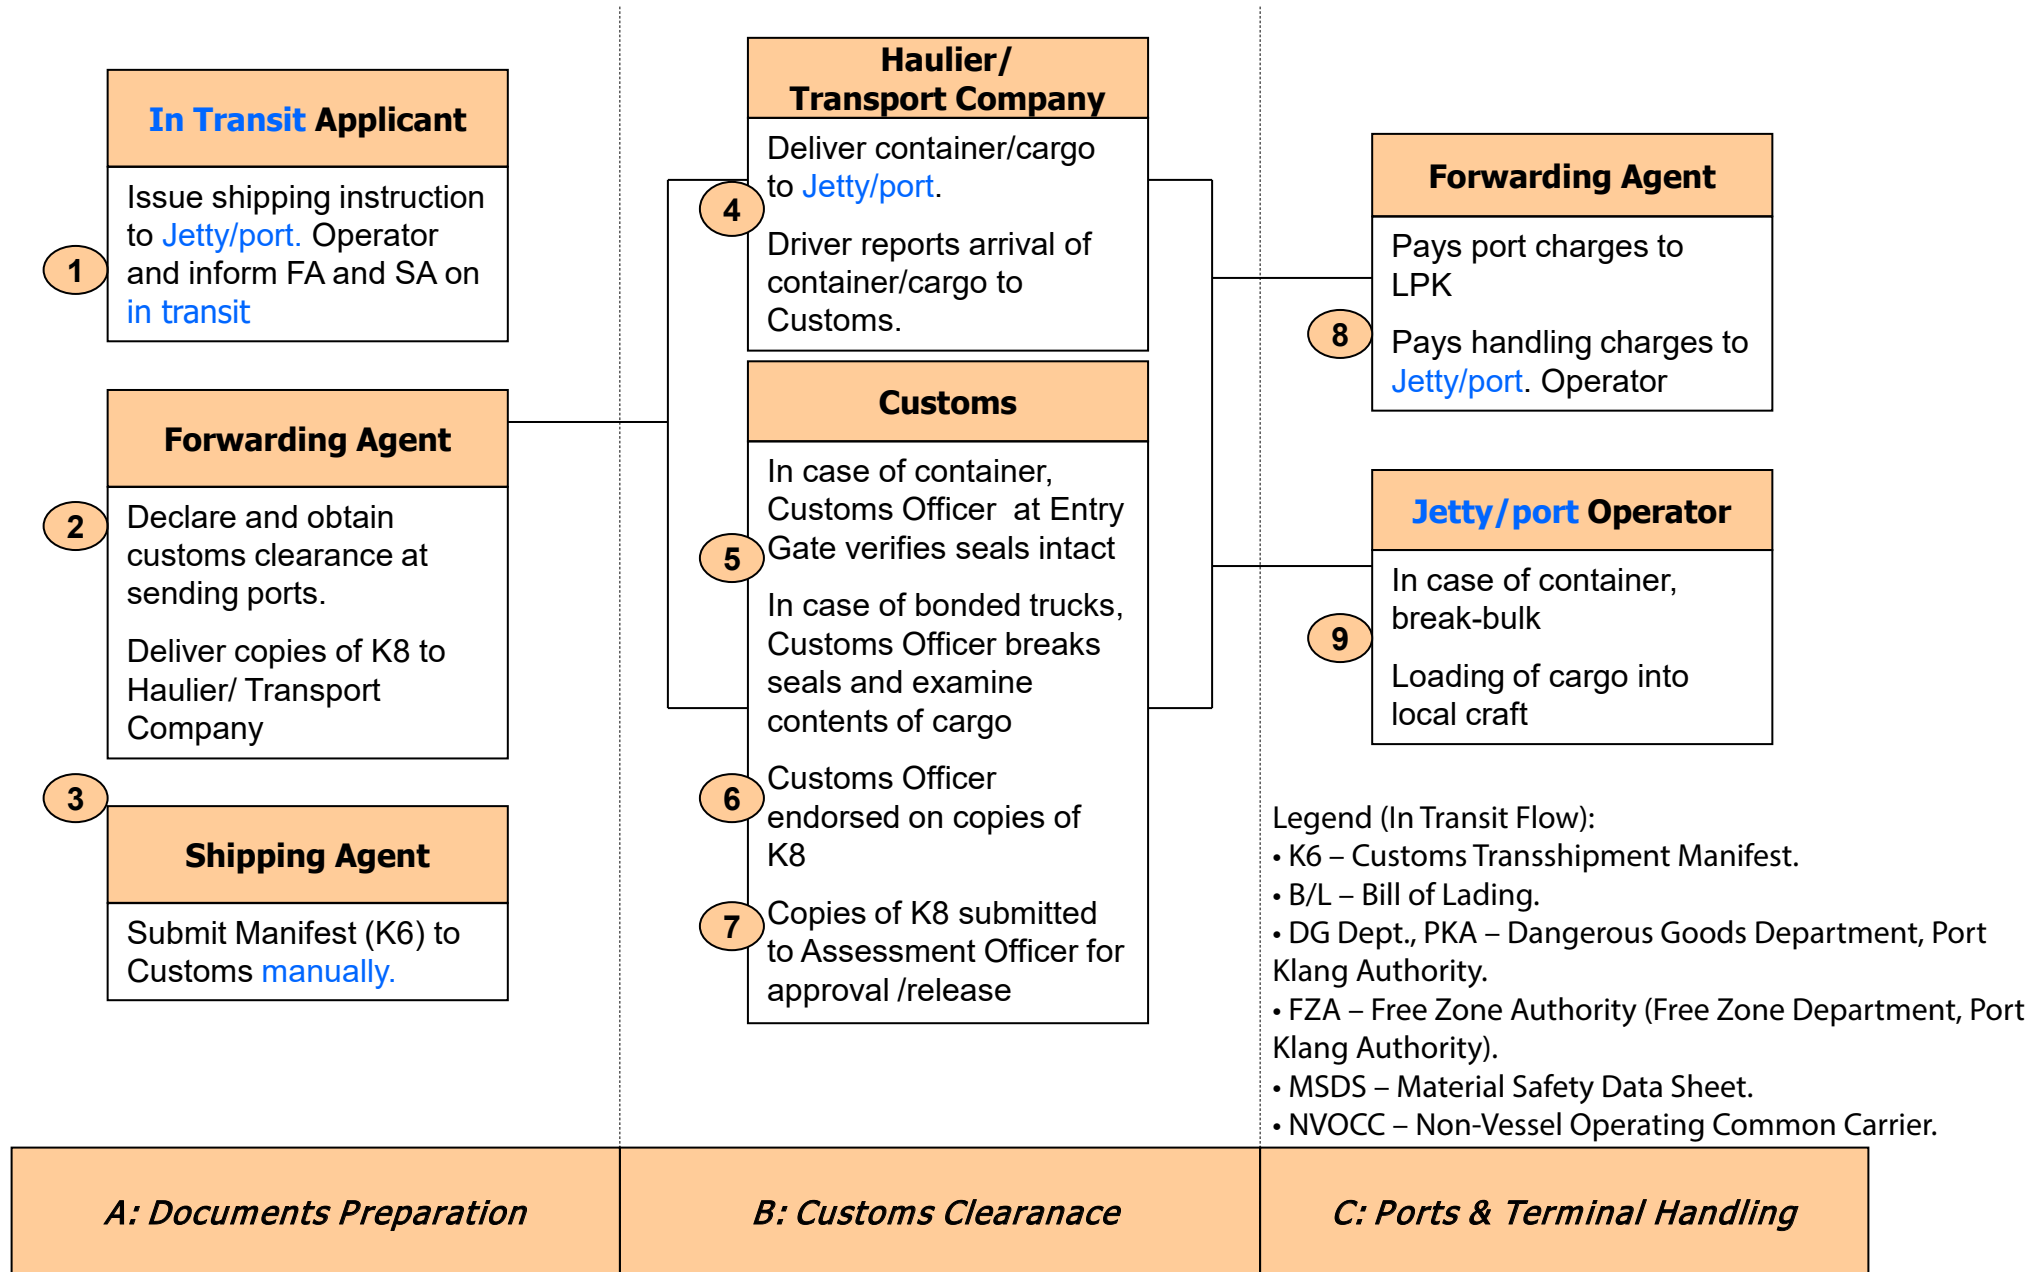 In Transit Applicant
Issue shipping instruction
to Jetty/port. Operator
and inform FA and SA on
in transit
1
Forwarding Agent
2
Declare and obtain
customs clearance at
sending ports.
Deliver copies of K8 to
Haulier/ Transport
Company
3
Shipping Agent
Submit Manifest (K6) to
Customs manually.
Haulier/
Transport Company
Deliver container/cargo
to Jetty/port.
4
Driver reports arrival of
container/cargo to
Customs.
Customs
In case of container,
Customs Officer  at Entry
Gate verifies seals intact
5
In case of bonded trucks,
Customs Officer breaks
seals and examine
contents of cargo
6
Customs Officer
endorsed on copies of
K8
7
Copies of K8 submitted
to Assessment Officer for
approval /release
Forwarding Agent
Pays port charges to
LPK
8
Pays handling charges to
Jetty/port. Operator
Jetty/port Operator
In case of container,
break-bulk
9
Loading of cargo into
local craft
Legend (In Transit Flow):
• K6 – Customs Transshipment Manifest.
• B/L – Bill of Lading.
• DG Dept., PKA – Dangerous Goods Department, Port
Klang Authority.
• FZA – Free Zone Authority (Free Zone Department, Port
Klang Authority).
• MSDS – Material Safety Data Sheet.
• NVOCC – Non-Vessel Operating Common Carrier.
A: Documents Preparation
B: Customs Clearanace
C: Ports & Terminal Handling